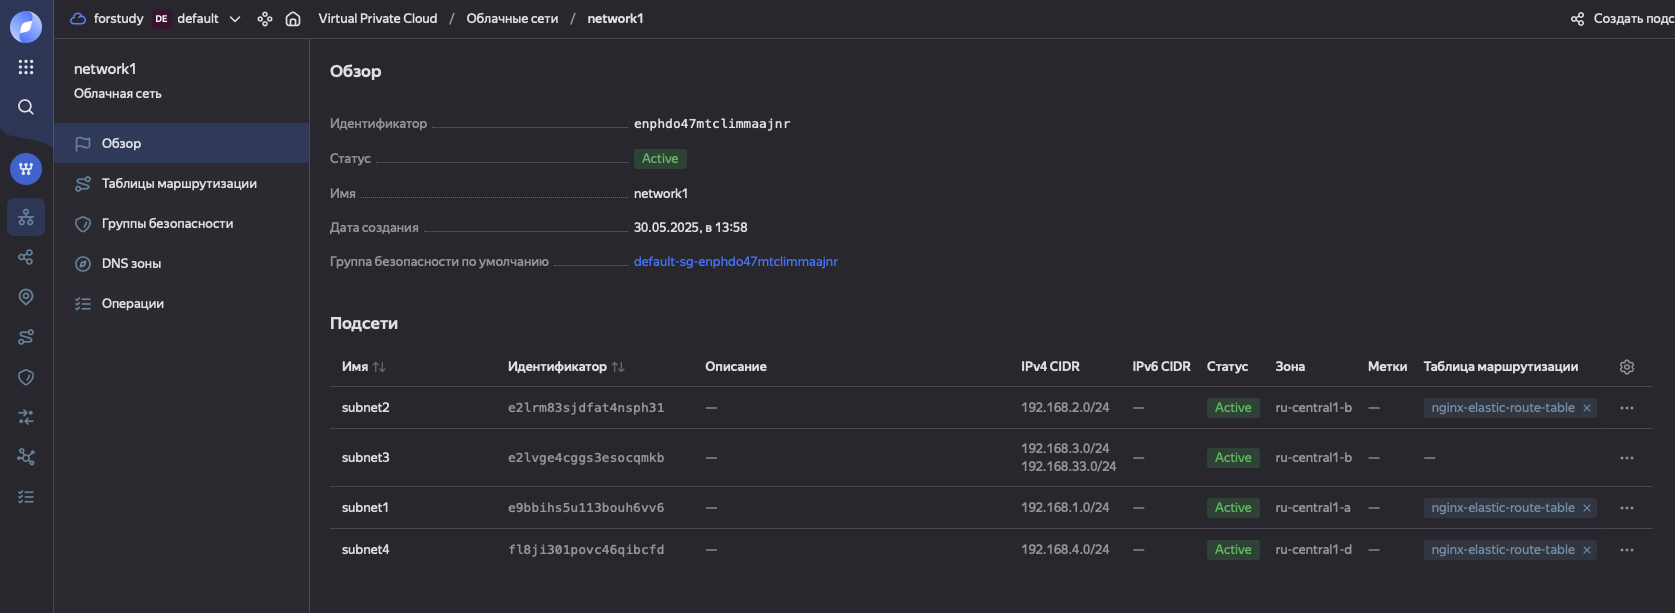 forstudy DE default Virtual Private Cloud / Облачные сети / network1 Создать подс
network1
Облачная сеть
Обзор
Таблицы маршрутизации
Группы безопасности
DNS зоны
Операции
Обзор
Идентификатор enphdo47mtclimmaajnr
Статус Active
Имя network1
Дата создания 30.05.2025, в 13:58
Группа безопасности по умолчанию default-sg-enphdo47mtclimmaajnr
Подсети
Имя Идентификатор Описание IPv4 CIDR IPv6 CIDR Статус Зона Метки Таблица маршрутизации
subnet2 e2lrm83sjdfat4nsph31 — 192.168.2.0/24 — Active ru-central1-b — nginx-elastic-route-table ×
subnet3 e2lvge4cggs3esocqmkb — 192.168.3.0/24 — Active ru-central1-b — —
192.168.33.0/24
subnet1 e9bbihs5u113bouh6vv6 — 192.168.1.0/24 — Active ru-central1-a — nginx-elastic-route-table ×
subnet4 fl8ji301povc46qibcfd — 192.168.4.0/24 — Active ru-central1-d — nginx-elastic-route-table ×